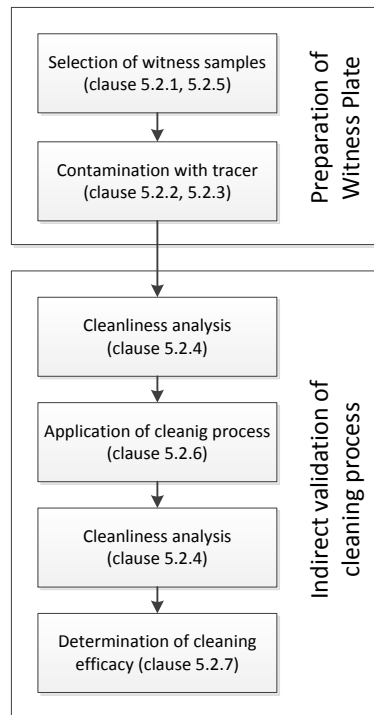 Selection of witness samples
(clause 5.2.1, 5.2.5)
Contamination with tracer
(clause 5.2.2, 5.2.3)
Preparation of
Witness Plate
Cleanliness analysis
(clause 5.2.4)
Application of cleanig process
(clause 5.2.6)
Cleanliness analysis
(clause 5.2.4)
Determination of cleaning
efficacy (clause 5.2.7)
Indirect validation of
cleaning process